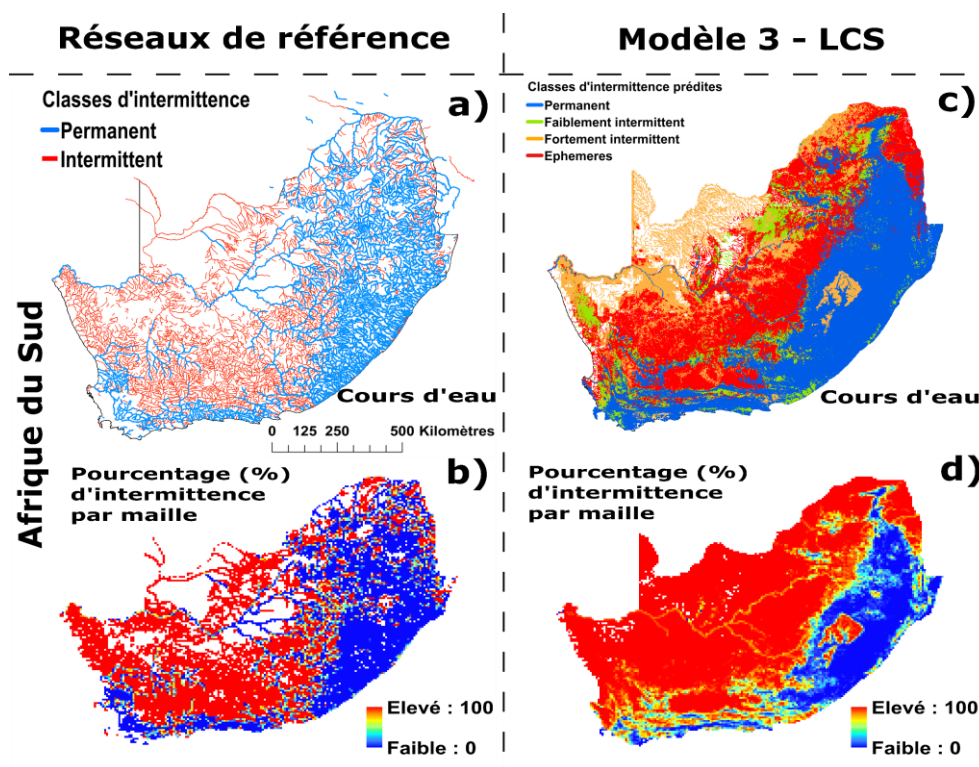 Réseaux de référence
Modèle 3 - LCS
Afrique du Sud
a)
Classes d'intermittence
Permanent
Intermittent
Cours d'eau
0 125 250 500 Kilomètres
c)
Classes d'intermittence prédites
Permanent
Faiblement intermittent
Fortement intermittent
Ephemeres
Cours d'eau
b)
Pourcentage (%)
d'intermittence
par maille
Elevé : 100
Faible : 0
d)
Pourcentage (%)
d'intermittence
par maille
Elevé : 100
Faible : 0